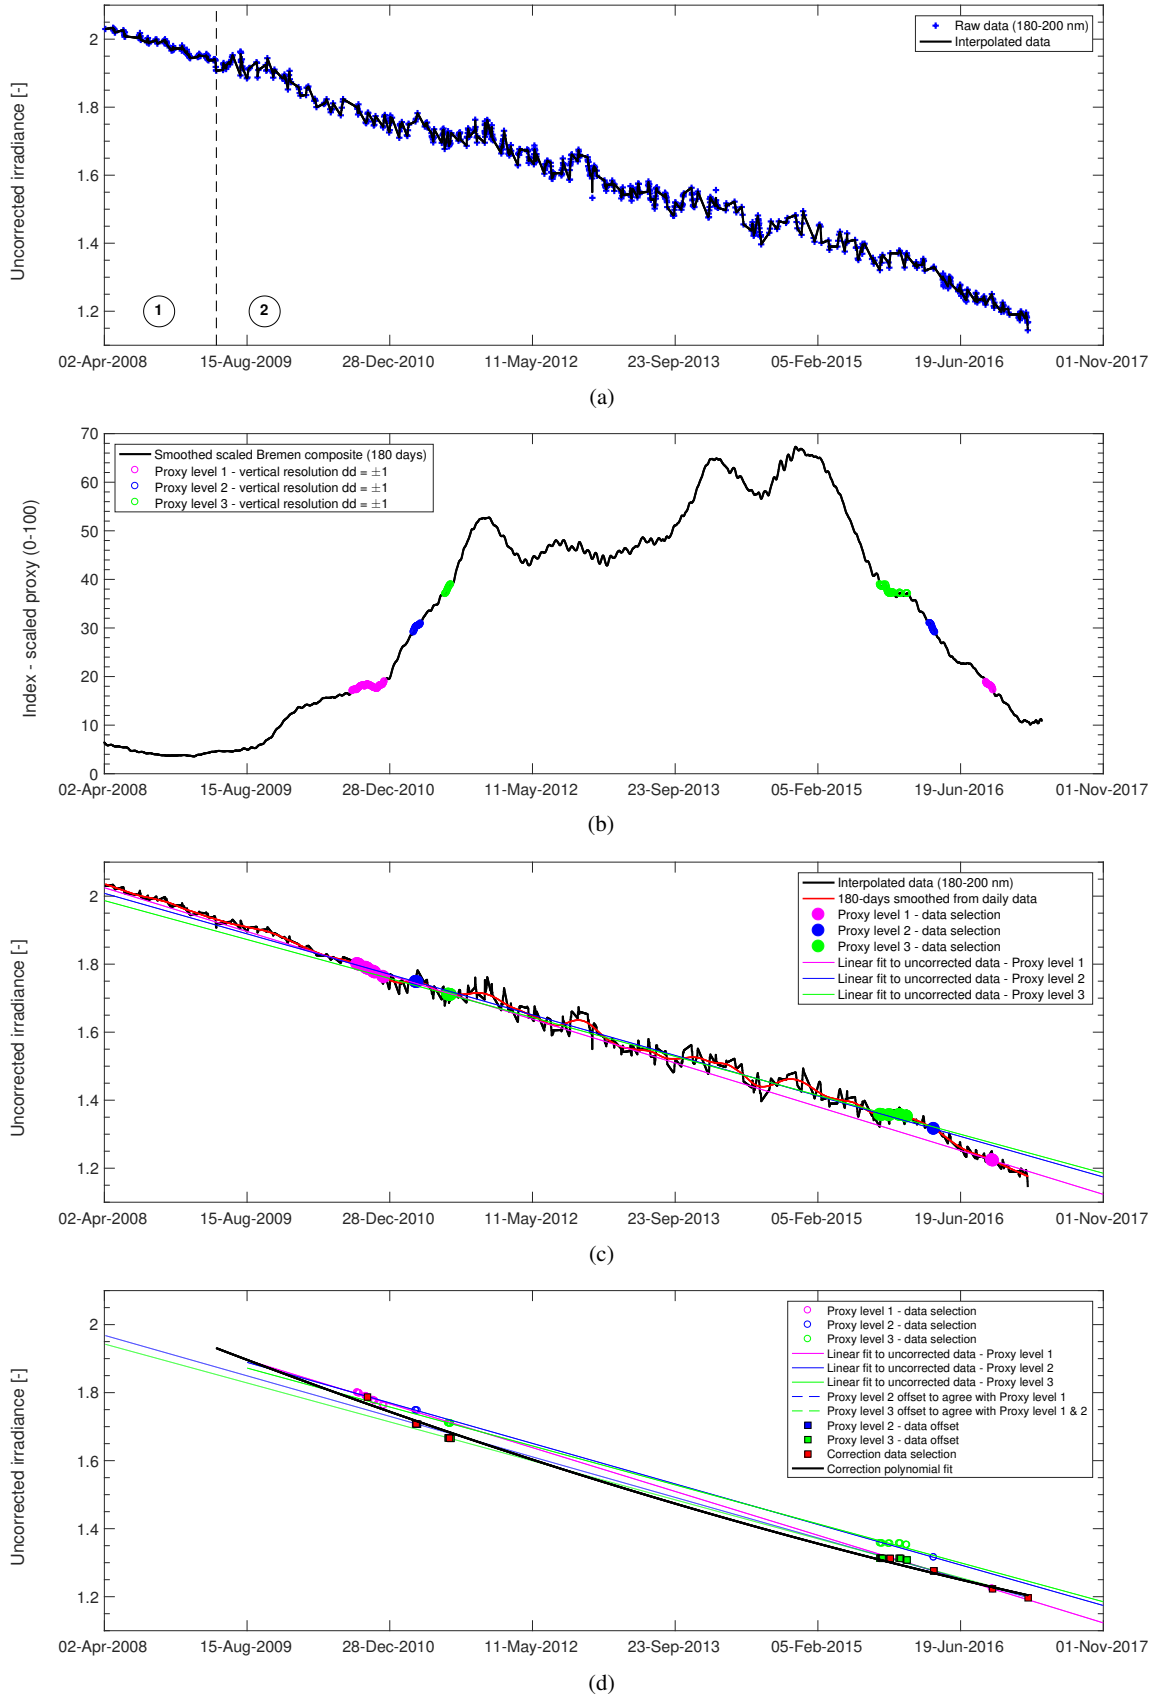 Raw data (180-200 nm)
Interpolated data
Uncorrected irradiance [-]
2
1.8
1.6
1.4
1.2
1
2
02-Apr-2008
15-Aug-2009
28-Dec-2010
11-May-2012
23-Sep-2013
05-Feb-2015
19-Jun-2016
01-Nov-2017
(a)
Smoothed scaled Bremen composite (180 days)
Proxy level 1 - vertical resolution dd = ±1
Proxy level 2 - vertical resolution dd = ±1
Proxy level 3 - vertical resolution dd = ±1
Index - scaled proxy (0-100)
70
60
50
40
30
20
10
0
02-Apr-2008
15-Aug-2009
28-Dec-2010
11-May-2012
23-Sep-2013
05-Feb-2015
19-Jun-2016
01-Nov-2017
(b)
Interpolated data (180-200 nm)
180-days smoothed from daily data
Proxy level 1 - data selection
Proxy level 2 - data selection
Proxy level 3 - data selection
Linear fit to uncorrected data - Proxy level 1
Linear fit to uncorrected data - Proxy level 2
Linear fit to uncorrected data - Proxy level 3
Uncorrected irradiance [-]
2
1.8
1.6
1.4
1.2
02-Apr-2008
15-Aug-2009
28-Dec-2010
11-May-2012
23-Sep-2013
05-Feb-2015
19-Jun-2016
01-Nov-2017
(c)
Proxy level 1 - data selection
Proxy level 2 - data selection
Proxy level 3 - data selection
Linear fit to uncorrected data - Proxy level 1
Linear fit to uncorrected data - Proxy level 2
Linear fit to uncorrected data - Proxy level 3
Proxy level 2 offset to agree with Proxy level 1
Proxy level 3 offset to agree with Proxy level 1 & 2
Proxy level 2 - data offset
Proxy level 3 - data offset
Correction data selection
Correction polynomial fit
Uncorrected irradiance [-]
2
1.8
1.6
1.4
1.2
02-Apr-2008
15-Aug-2009
28-Dec-2010
11-May-2012
23-Sep-2013
05-Feb-2015
19-Jun-2016
01-Nov-2017
(d)